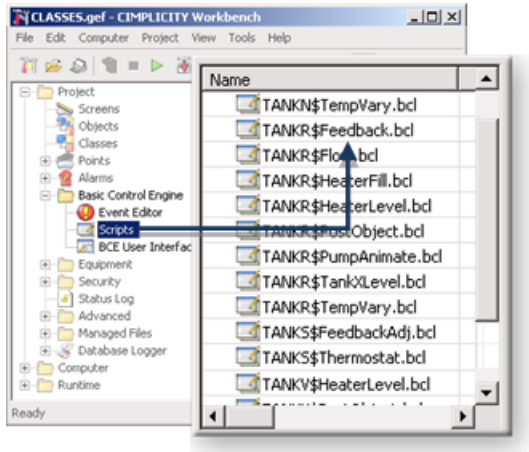 CLASSES.gef - CIMPLICITY Workbench
File Edit Computer Project View Tools Help
Project
Screens
Objects
Classes
Points
Alarms
Basic Control Engine
Event Editor
Scripts
BCE User Interfac
Equipment
Security
Status Log
Advanced
Managed Files
Database Logger
Computer
Runtime
Ready
Name
TANKN$TempVary.bcl
TANKR$Feedback.bcl
TANKR$Flow.bcl
TANKR$HeaterFill.bcl
TANKR$HeaterLevel.bcl
TANKR$PostObject.bcl
TANKR$PumpAnimate.bcl
TANKR$TankXLevel.bcl
TANKR$TempVary.bcl
TANKS$FeedbackAdj.bcl
TANKS$Thermostat.bcl
TANKV$HeaterLevel.bcl